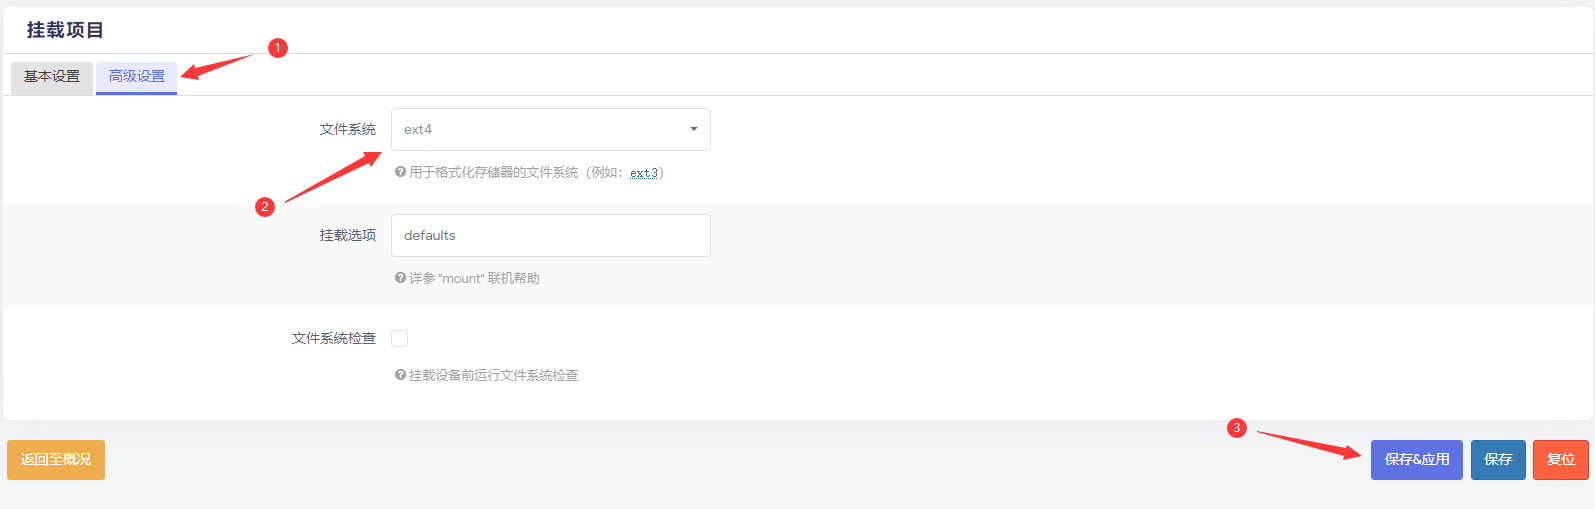 挂载项目
1
基本设置 高级设置
文件系统 ext4
用于格式化存储器的文件系统（例如：ext3）
2
挂载选项 defaults
详参 "mount" 联机帮助
文件系统检查
挂载设备前运行文件系统检查
3
返回至概况 保存&应用 保存 复位